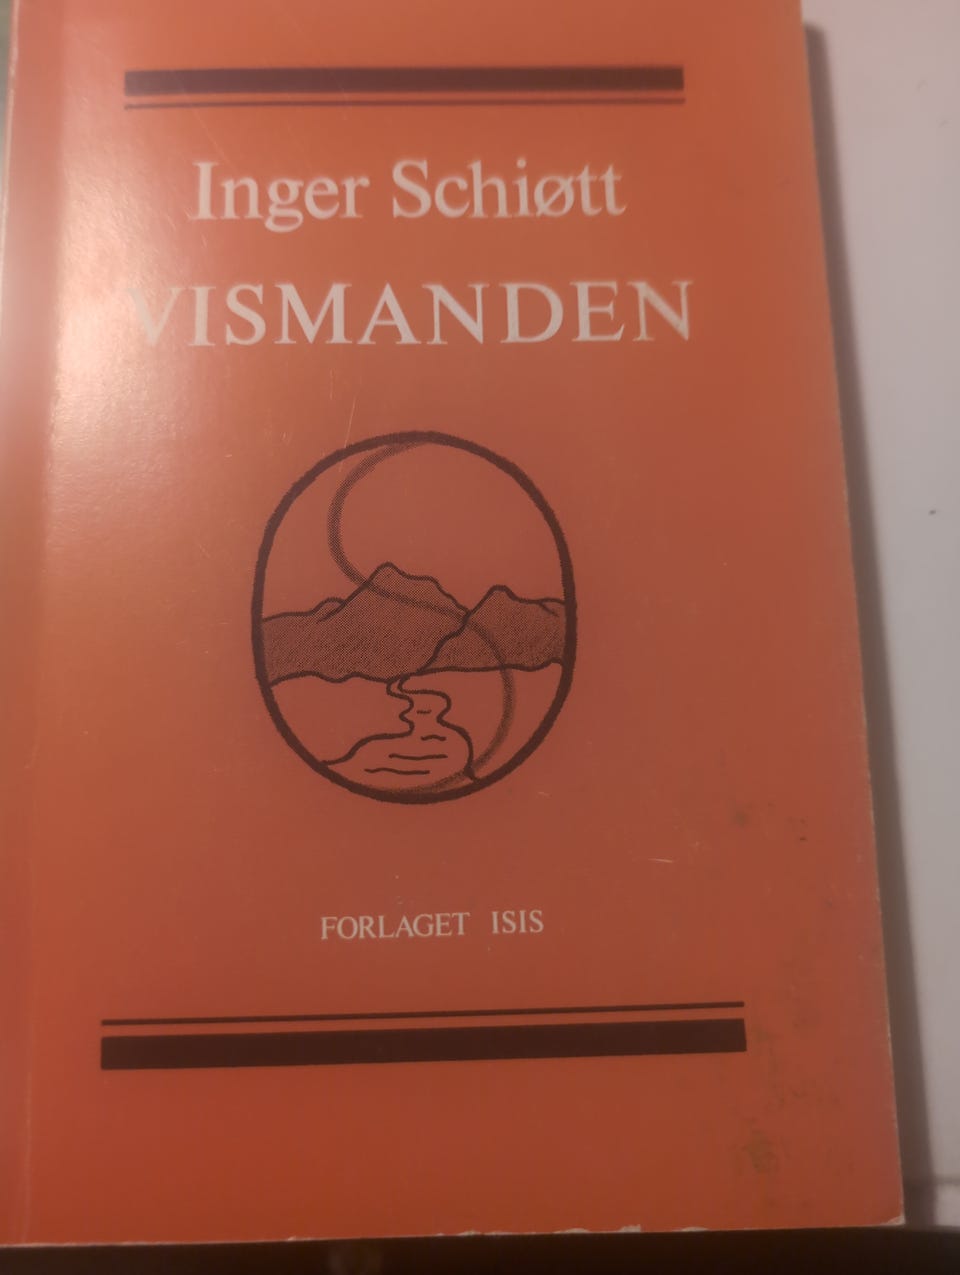 Inger Schiøtt
VISMANDEN
FORLAGET ISIS